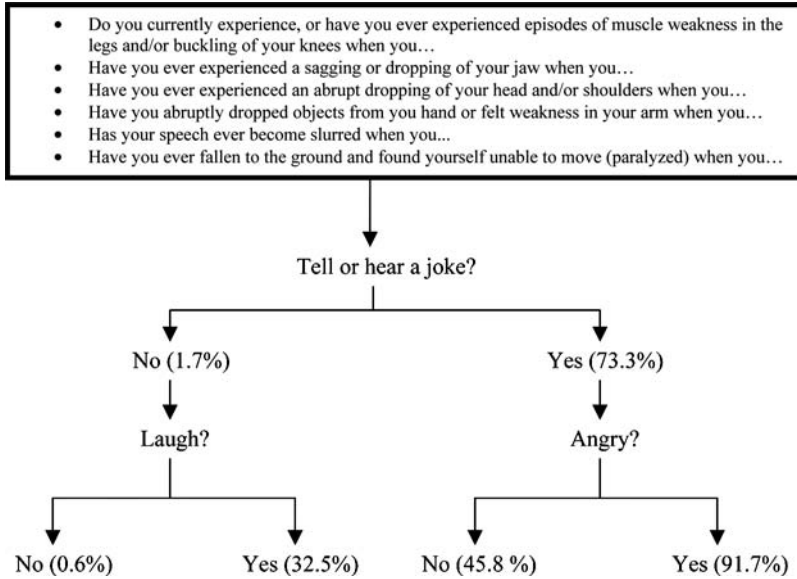 • Do you currently experience, or have you ever experienced episodes of muscle weakness in the
legs and/or buckling of your knees when you…
• Have you ever experienced a sagging or dropping of your jaw when you…
• Have you ever experienced an abrupt dropping of your head and/or shoulders when you…
• Have you abruptly dropped objects from you hand or felt weakness in your arm when you…
• Has your speech ever become slurred when you...
• Have you ever fallen to the ground and found yourself unable to move (paralyzed) when you…
Tell or hear a joke?
No (1.7%) Yes (73.3%)
Laugh? Angry?
No (0.6%) Yes (32.5%) No (45.8 %) Yes (91.7%)